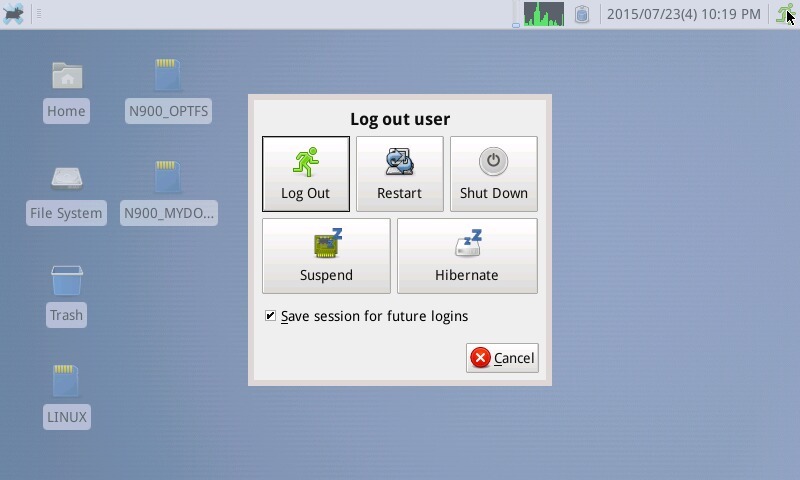 2015/07/23(4) 10:19 PM
Home
N900_OPTFS
File System
N900_MYDO...
Trash
LINUX
Log out user
Log Out
Restart
Shut Down
Suspend
Hibernate
Save session for future logins
Cancel